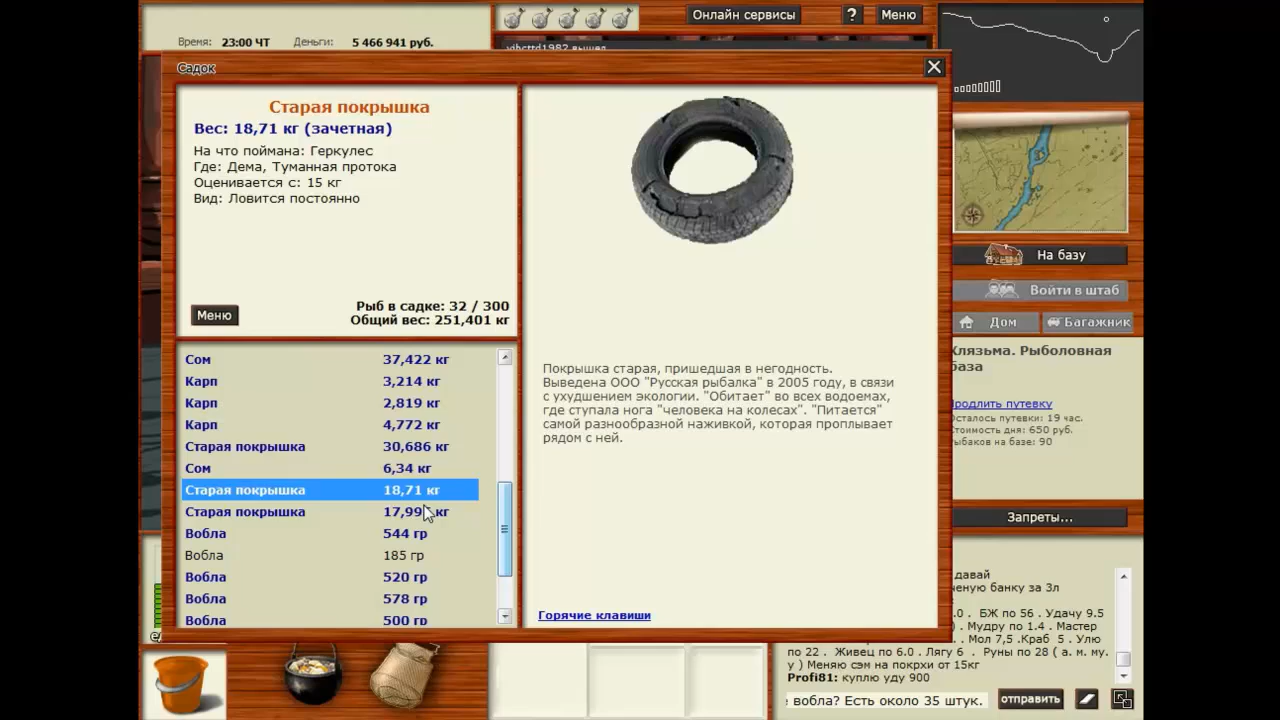 Время: 23:00 ЧТ Деньги: 5 466 941 руб.
Онлайн сервисы ? Меню
vjbcttd1982 вышел
Садок
Старая покрышка
Вес: 18,71 кг (зачетная)
На что поймана: Геркулес
Где: Дема, Туманная протока
Оценивается с: 15 кг
Вид: Ловится постоянно
Меню
Рыб в садке: 32 / 300
Общий вес: 251,401 кг
Сом 37,422 кг
Карп 3,214 кг
Карп 2,819 кг
Карп 4,772 кг
Старая покрышка 30,686 кг
Сом 6,34 кг
Старая покрышка 18,71 кг
Старая покрышка кг
Вобла 544 гр
Вобла 185 гр
Вобла 520 гр
Вобла 578 гр
Вобла 500 гр
Покрышка старая, пришедшая в негодность.
Выведена ООО "Русская рыбалка" в 2005 году, в связи
с ухудшением экологии. "Обитает" во всех водоемах,
где ступала нога "человека на колесах". "Питается"
самой разнообразной наживкой, которая проплывает
рядом с ней.
Горячие клавиши
На базу
Войти в штаб
Дом Багажник
Клязьма. Рыболовная
база
Продлить путевку
Осталось путевки: 19 час.
Стоимость дня: 650 руб.
Рыбаков на базе: 90
Запреты...
давай
ченую банку за 3л
.0 . БЖ по 56 . Удачу 9.5
) . Мудру по 1.4 . Мастер
. Мол 7,5 .Краб 5 . Улю
по 22 . Живец по 6.0 . Лягу 6 . Руны по 28 ( а. м. му.
у ) Меняю сэм на покрхи от 15кг
Profi81: куплю уду 900
вобла? Есть около 35 штук. отправить